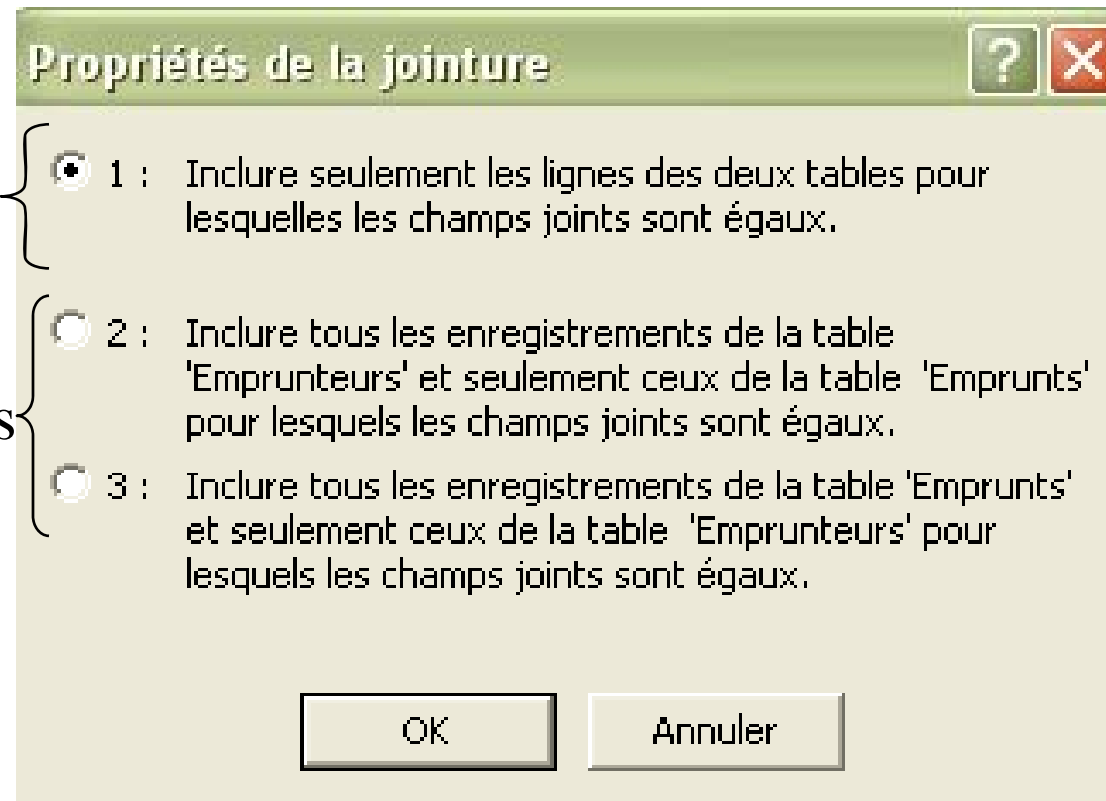 Propriétés de la jointure
1 : Inclure seulement les lignes des deux tables pour
lesquelles les champs joints sont égaux.
2 : Inclure tous les enregistrements de la table
'Emprunteurs' et seulement ceux de la table 'Emprunts'
pour lesquels les champs joints sont égaux.
3 : Inclure tous les enregistrements de la table 'Emprunts'
et seulement ceux de la table 'Emprunteurs' pour
lesquels les champs joints sont égaux.
OK
Annuler